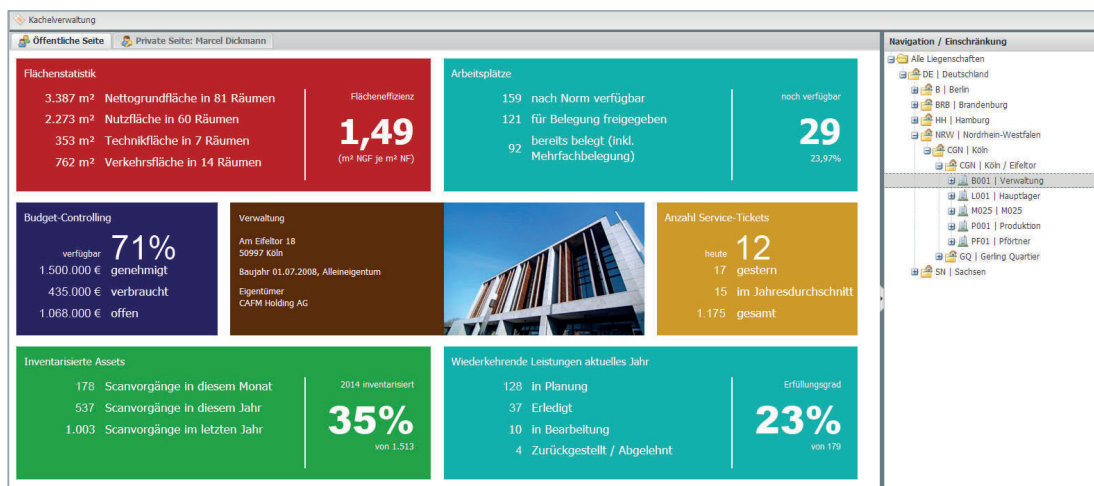 Kachelverwaltung
Öffentliche Seite
Private Seite: Marcel Dickmann
Flächenstatistik
3.387 m² Nettogrundfläche in 81 Räumen
2.273 m² Nutzfläche in 60 Räumen
353 m² Technikfläche in 7 Räumen
762 m² Verkehrsfläche in 14 Räumen
Flächeneffizienz
1,49
(m² NGF je m² NF)
Arbeitsplätze
159 nach Norm verfügbar
121 für Belegung freigegeben
92 bereits belegt (inkl.
Mehrfachbelegung)
noch verfügbar
29
23,97%
Budget-Controlling
verfügbar 71%
1.500.000 € genehmigt
435.000 € verbraucht
1.068.000 € offen
Verwaltung
Am Eifeltor 18
50997 Köln
Baujahr 01.07.2008, Alleineigentum
Eigentümer
CAFM Holding AG
Anzahl Service-Tickets
heute 12
17 gestern
15 im Jahresdurchschnitt
1.175 gesamt
Inventarisierte Assets
178 Scanvorgänge in diesem Monat
537 Scanvorgänge in diesem Jahr
1.003 Scanvorgänge im letzten Jahr
2014 inventarisiert
35%
von 1.513
Wiederkehrende Leistungen aktuelles Jahr
128 in Planung
37 Erledigt
10 in Bearbeitung
4 Zurückgestellt / Abgelehnt
Erfüllungsgrad
23%
von 179
Navigation / Einschränkung
Alle Liegenschaften
DE | Deutschland
B | Berlin
BRB | Brandenburg
HH | Hamburg
NRW | Nordrhein-Westfalen
CGN | Köln
CGN | Köln / Eifeltor
B001 | Verwaltung
L001 | Hauptlager
M025 | M025
P001 | Produktion
PF01 | Pförtner
GQ | Gerling Quartier
SN | Sachsen